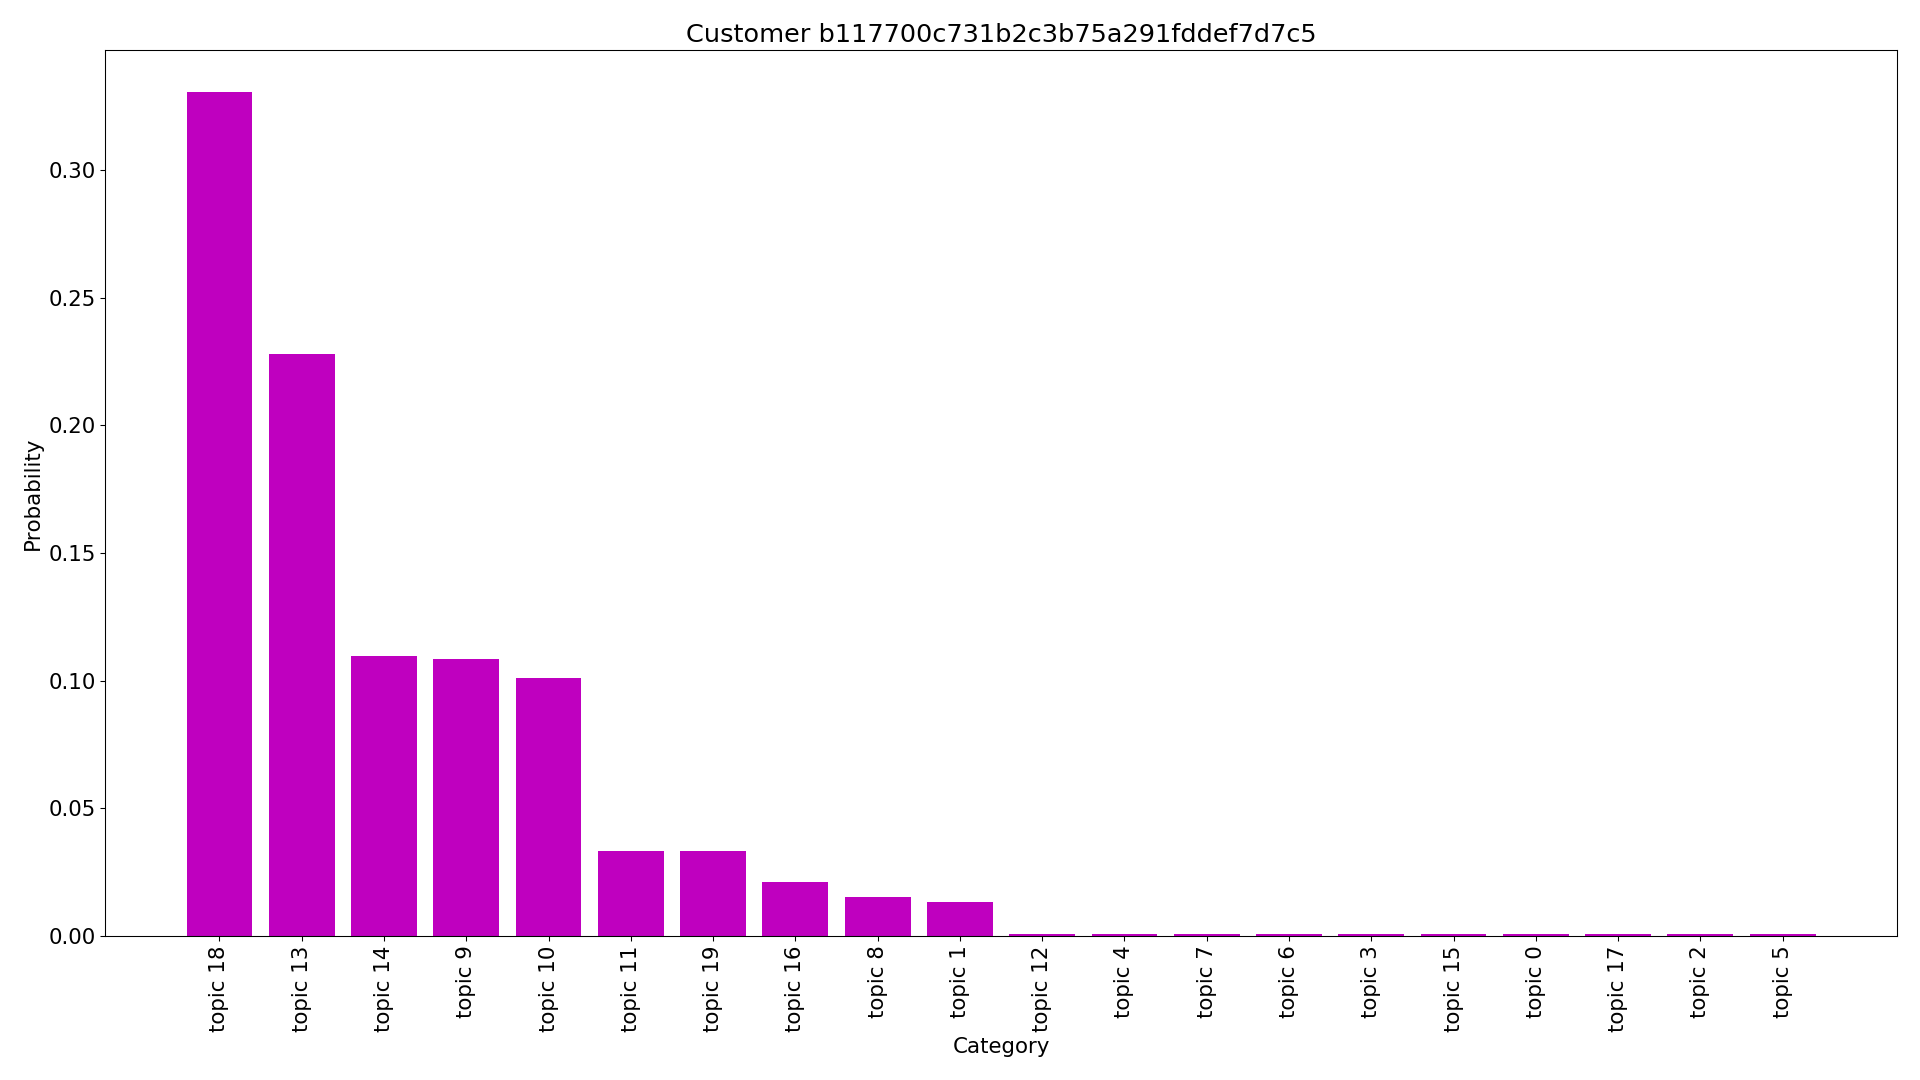 Customer b117700c731b2c3b75a291fddef7d7c5
Probability
0.30
0.25
0.20
0.15
0.10
0.05
0.00
topic 18
topic 13
topic 14
topic 9
topic 10
topic 11
topic 19
topic 16
topic 8
topic 1
topic 12
topic 4
topic 7
topic 6
topic 3
topic 15
topic 0
topic 17
topic 2
topic 5
Category